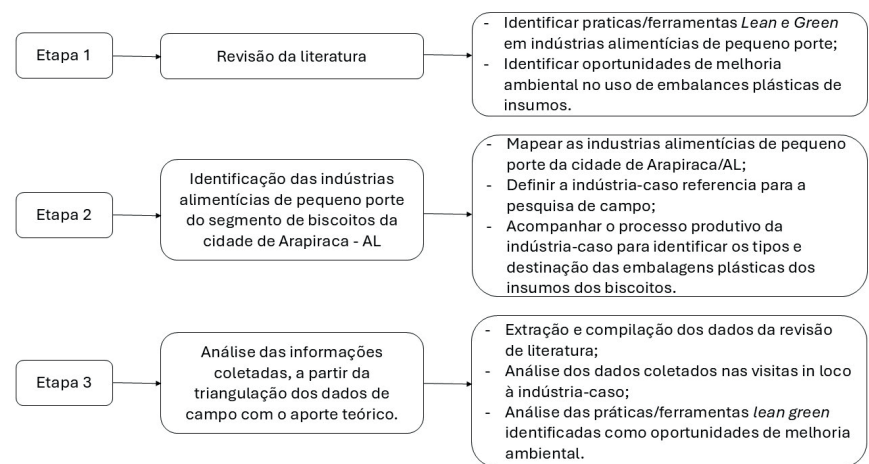 Etapa 1
Revisão da literatura
- Identificar praticas/ferramentas Lean e Green
em indústrias alimentícias de pequeno porte;
- Identificar oportunidades de melhoria
ambiental no uso de embalances plásticas de
insumos.
Etapa 2
Identificação das indústrias
alimentícias de pequeno porte
do segmento de biscoitos da
cidade de Arapiraca - AL
- Mapear as industrias alimentícias de pequeno
porte da cidade de Arapiraca/AL;
- Definir a indústria-caso referencia para a
pesquisa de campo;
- Acompanhar o processo produtivo da
indústria-caso para identificar os tipos e
destinação das embalagens plásticas dos
insumos dos biscoitos.
Etapa 3
Análise das informações
coletadas, a partir da
triangulação dos dados de
campo com o aporte teórico.
- Extração e compilação dos dados da revisão
de literatura;
- Análise dos dados coletados nas visitas in loco
à indústria-caso;
- Análise das práticas/ferramentas lean green
identificadas como oportunidades de melhoria
ambiental.